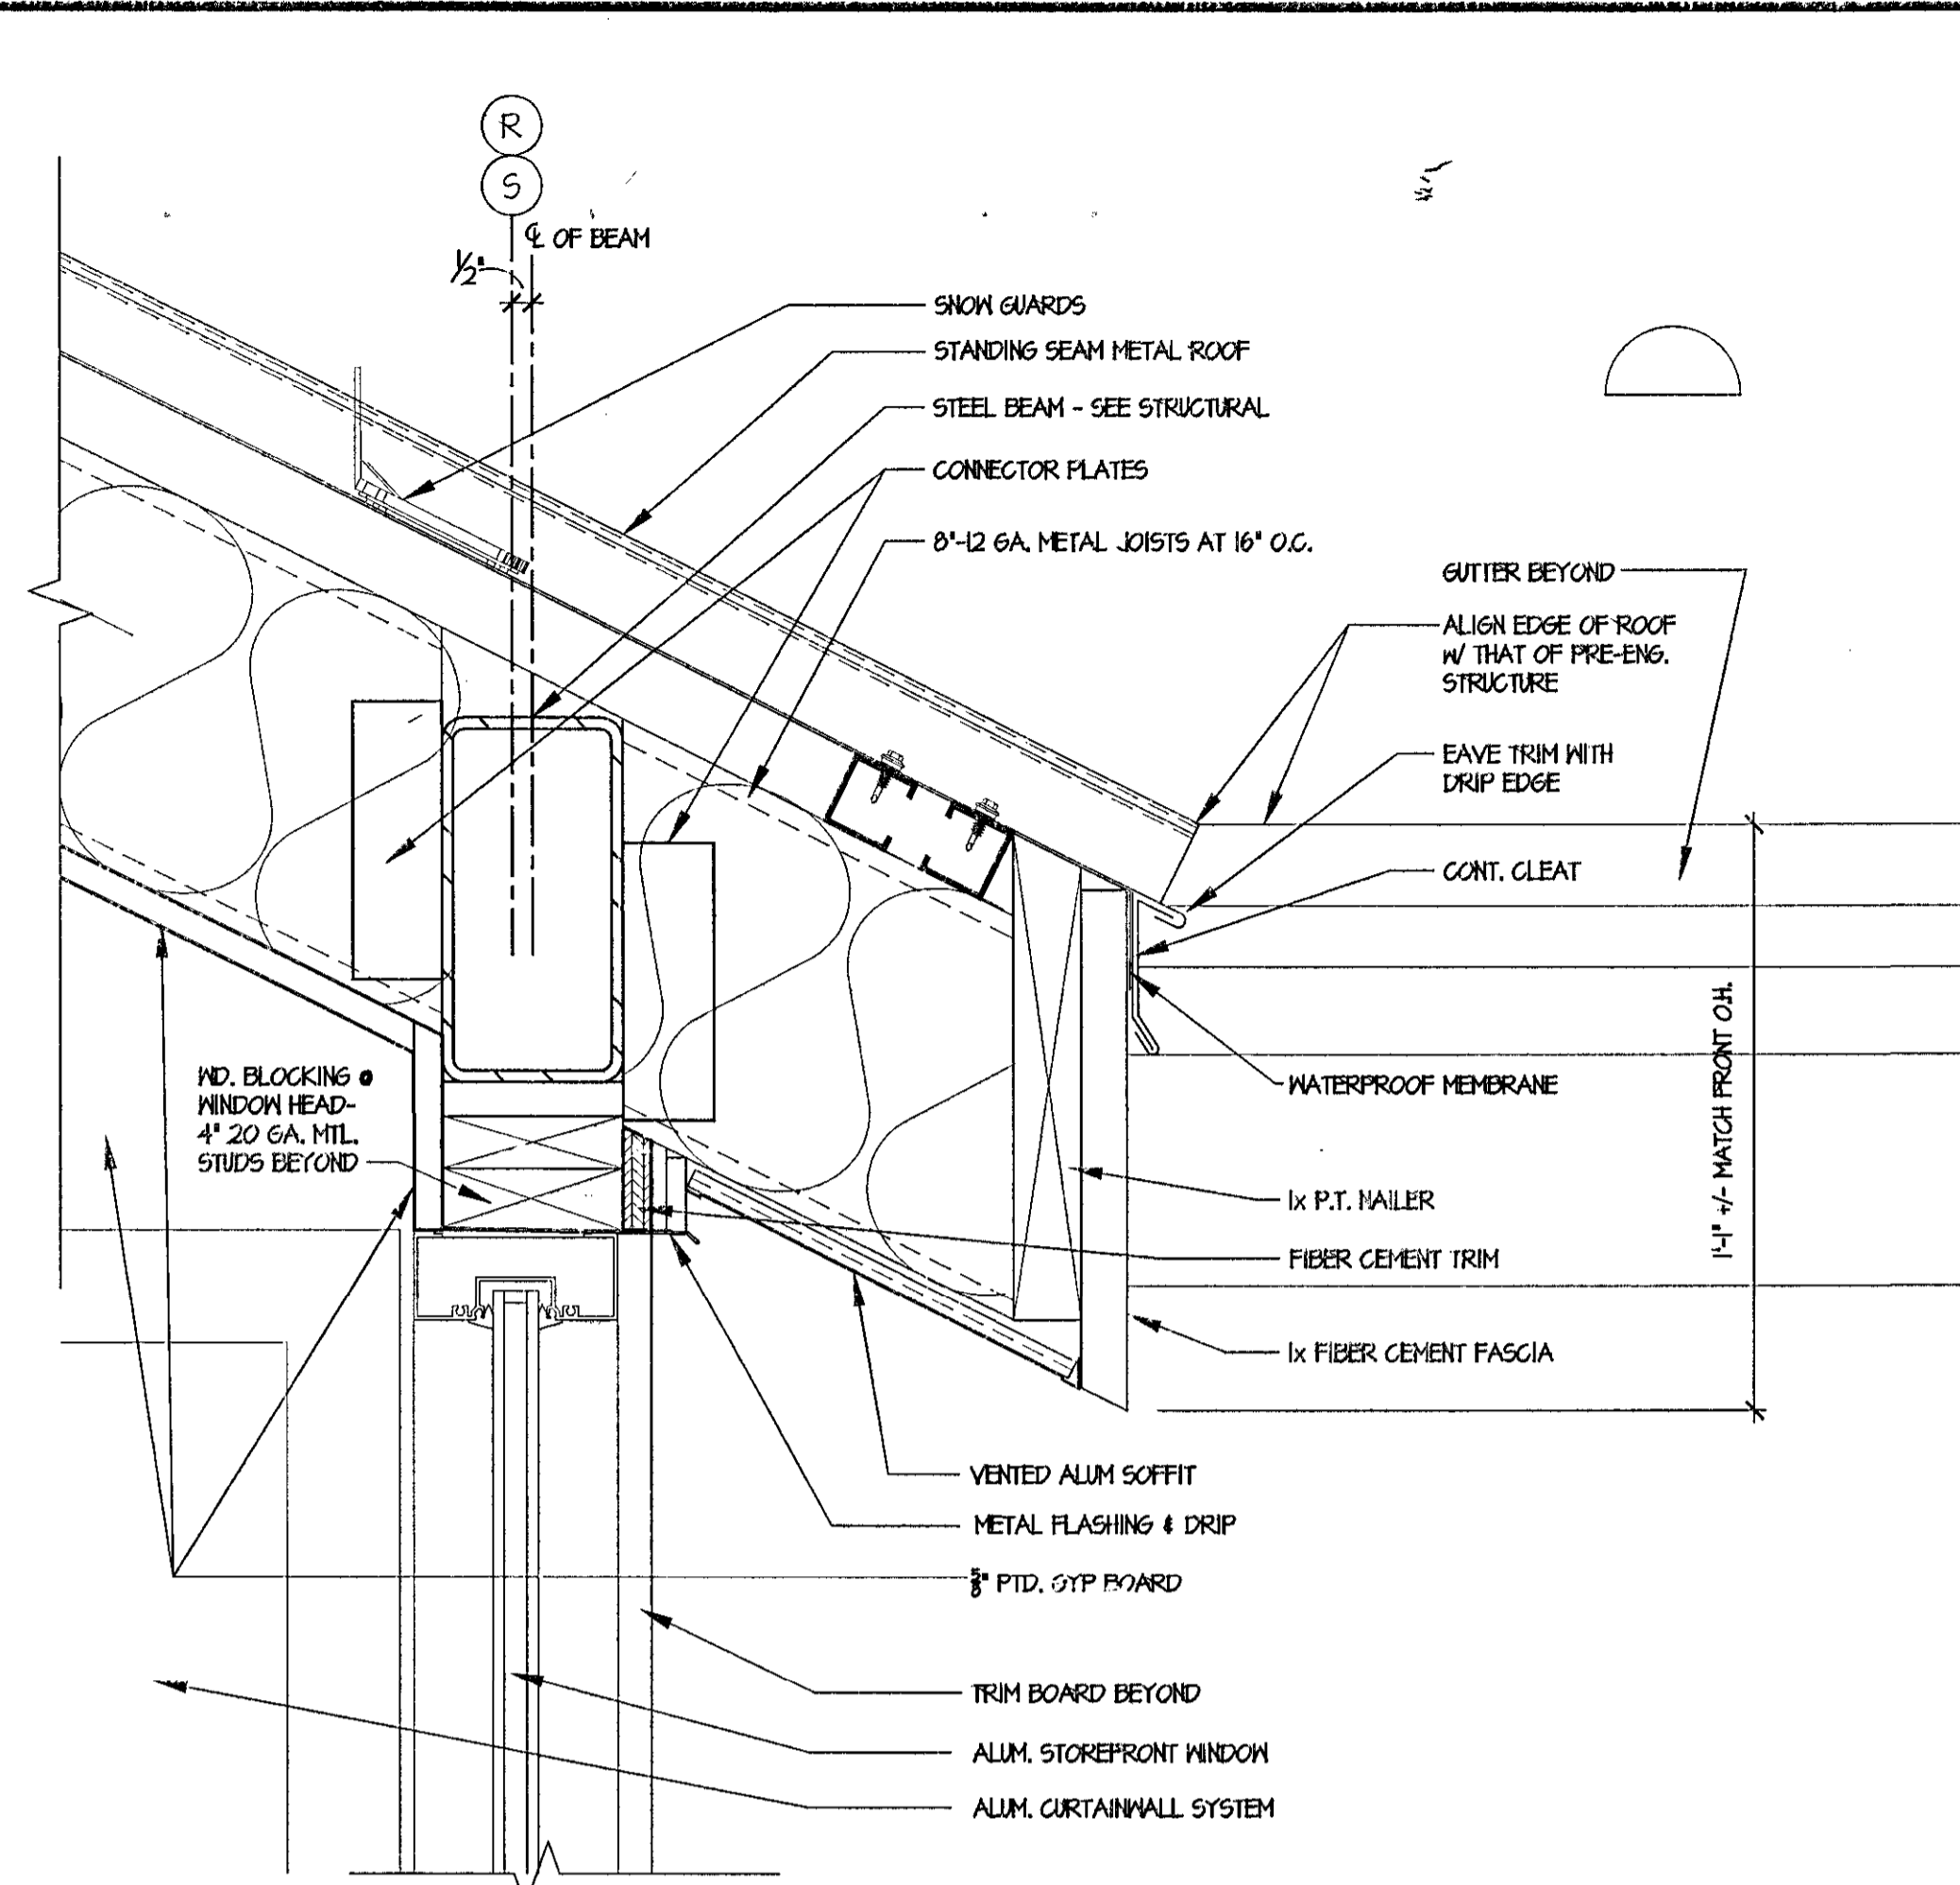 R
S
℄ OF BEAM
1/2"
SNOW GUARDS
STANDING SEAM METAL ROOF
STEEL BEAM - SEE STRUCTURAL
CONNECTOR PLATES
8"-12 GA. METAL JOISTS AT 16" O.C.
GUTTER BEYOND
ALIGN EDGE OF ROOF
W/ THAT OF PRE-ENG.
STRUCTURE
EAVE TRIM WITH
DRIP EDGE
CONT. CLEAT
1'-1" +/- MATCH FRONT O.H.
WD. BLOCKING @
WINDOW HEAD-
4" 20 GA. MTL.
STUDS BEYOND
WATERPROOF MEMBRANE
1x P.T. NAILER
FIBER CEMENT TRIM
1x FIBER CEMENT FASCIA
VENTED ALUM SOFFIT
METAL FLASHING & DRIP
5/8" PTD. GYP BOARD
TRIM BOARD BEYOND
ALUM. STOREFRONT WINDOW
ALUM. CURTAINWALL SYSTEM